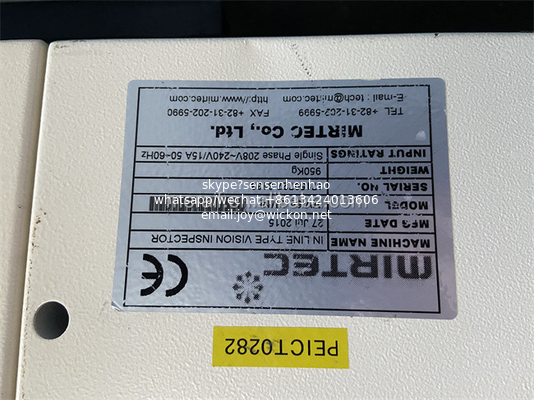 MIRTEC
MACHINE NAME IN LINE TYPE VISION INSPECTOR
MFG DATE 27 Jul 2015
MODEL
SERIAL NO.
WEIGHT 950Kg
INPUT RATINGS Single Phase 208V~240V/15A 50~60Hz
MIRTEC Co., Ltd.
TEL +82-31-202-5999 FAX +82-31-202-5990
E-mail : tech@mirtec.com http://www.mirtec.com
skype?sensenhenhao
whatsapp/wechat:+8613424013606
email:joy@wickon.net
PEICT0282